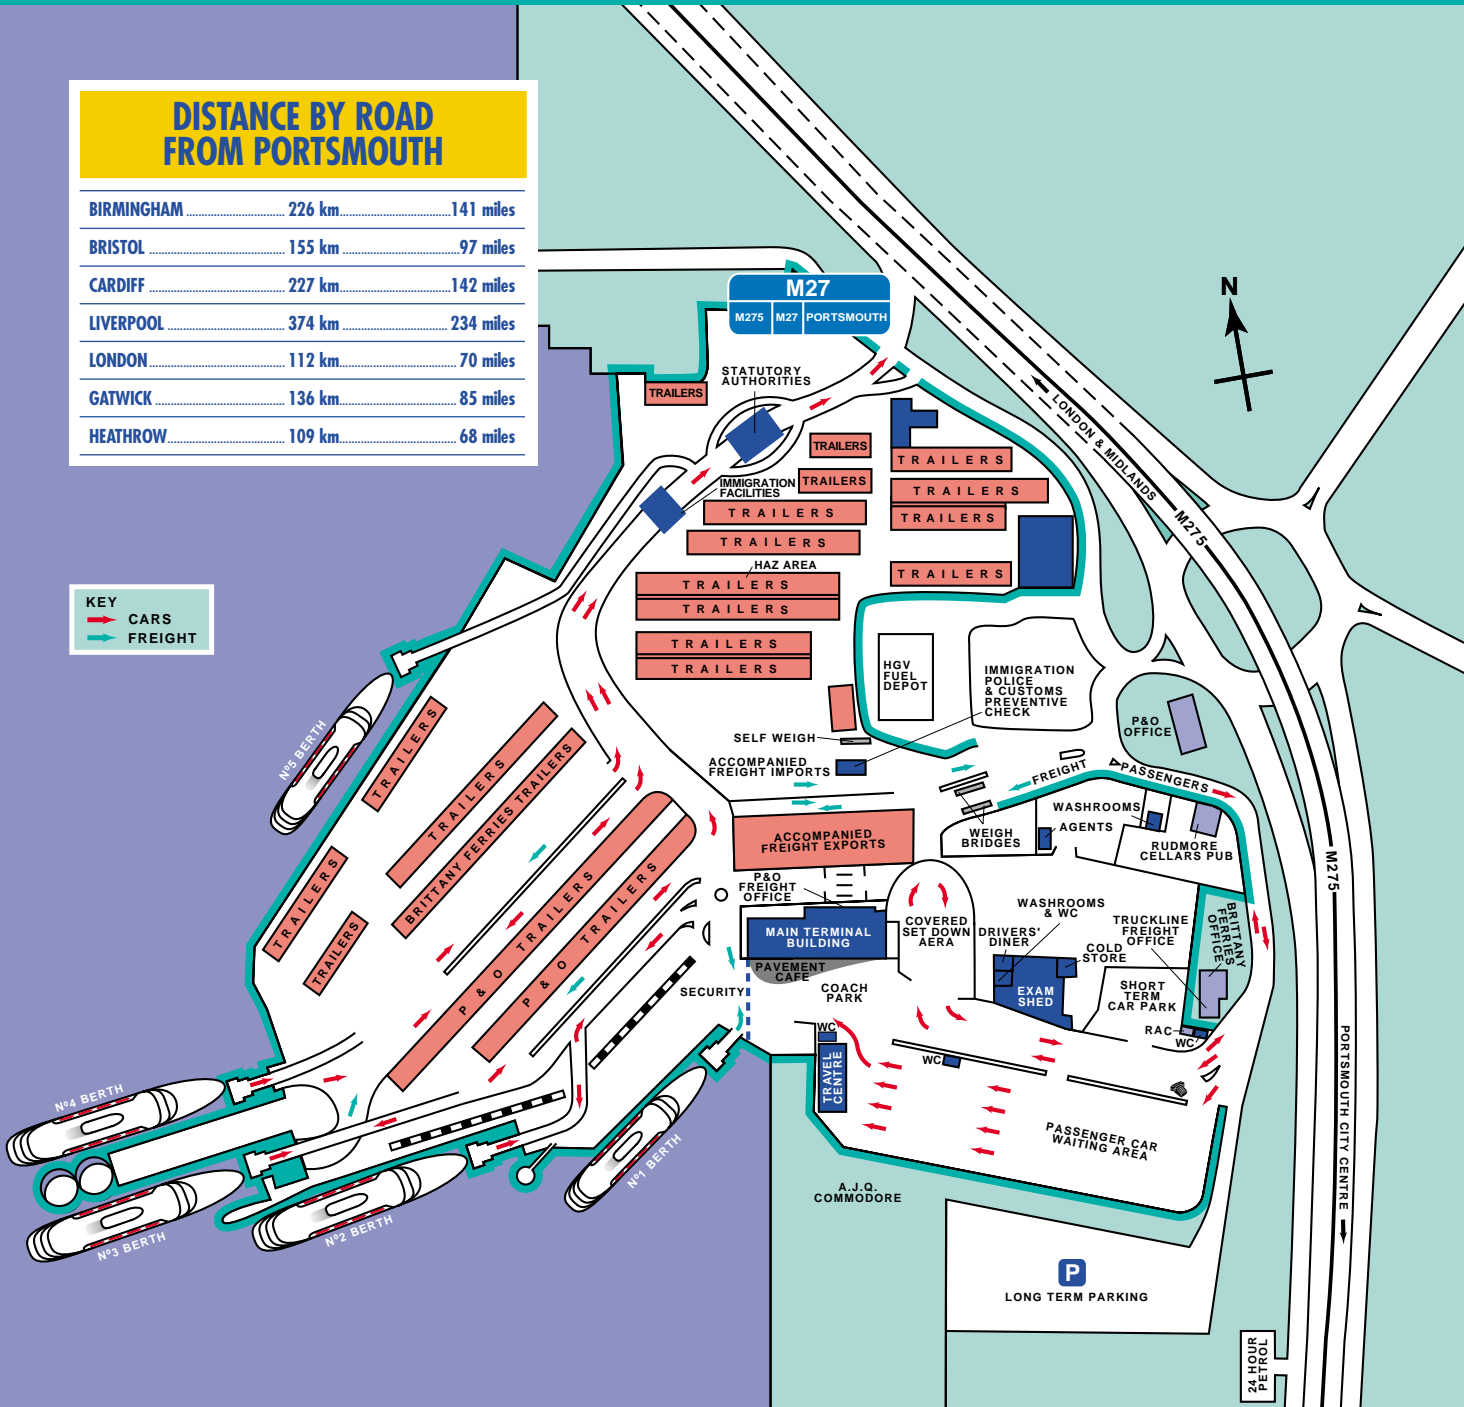 DISTANCE BY ROAD
FROM PORTSMOUTH
BIRMINGHAM 226 km 141 miles
BRISTOL 155 km 97 miles
CARDIFF 227 km 142 miles
LIVERPOOL 374 km 234 miles
LONDON 112 km 70 miles
GATWICK 136 km 85 miles
HEATHROW 109 km 68 miles
KEY
CARS
FREIGHT
M27
M275 M27 PORTSMOUTH
N
STATUTORY
AUTHORITIES
TRAILERS
LONDON & MIDLANDS
M275
TRAILERS
TRAILERS
TRAILERS
TRAILERS
TRAILERS
IMMIGRATION
FACILITIES
TRAILERS
TRAILERS
TRAILERS
HAZ AREA
TRAILERS
TRAILERS
TRAILERS
TRAILERS
TRAILERS
HGV
FUEL
DEPOT
IMMIGRATION
POLICE
& CUSTOMS
PREVENTIVE
CHECK
P&O
OFFICE
SELF WEIGH
ACCOMPANIED
FREIGHT IMPORTS
FREIGHT
PASSENGERS
WEIGH
BRIDGES
WASHROOMS
AGENTS
RUDMORE
CELLARS PUB
ACCOMPANIED
FREIGHT EXPORTS
P&O
FREIGHT
OFFICE
MAIN TERMINAL
BUILDING
PAVEMENT
CAFE
COVERED
SET DOWN
AERA
WASHROOMS
& WC
DRIVERS'
DINER
COLD
STORE
EXAM
SHED
TRUCKLINE
FREIGHT
OFFICE
BRITTANY
FERRIES
OFFICE
SHORT
TERM
CAR PARK
RAC
WC
COACH
PARK
SECURITY
WC
WC
TRAVEL
CENTRE
PASSENGER CAR
WAITING AREA
A.J.Q.
COMMODORE
P
LONG TERM PARKING
24 HOUR
PETROL
M275
PORTSMOUTH CITY CENTRE
Nº5 BERTH
TRAILERS
TRAILERS
BRITTANY FERRIES TRAILERS
TRAILERS
TRAILERS
P & O TRAILERS
P & O TRAILERS
Nº4 BERTH
Nº3 BERTH
Nº2 BERTH
Nº1 BERTH